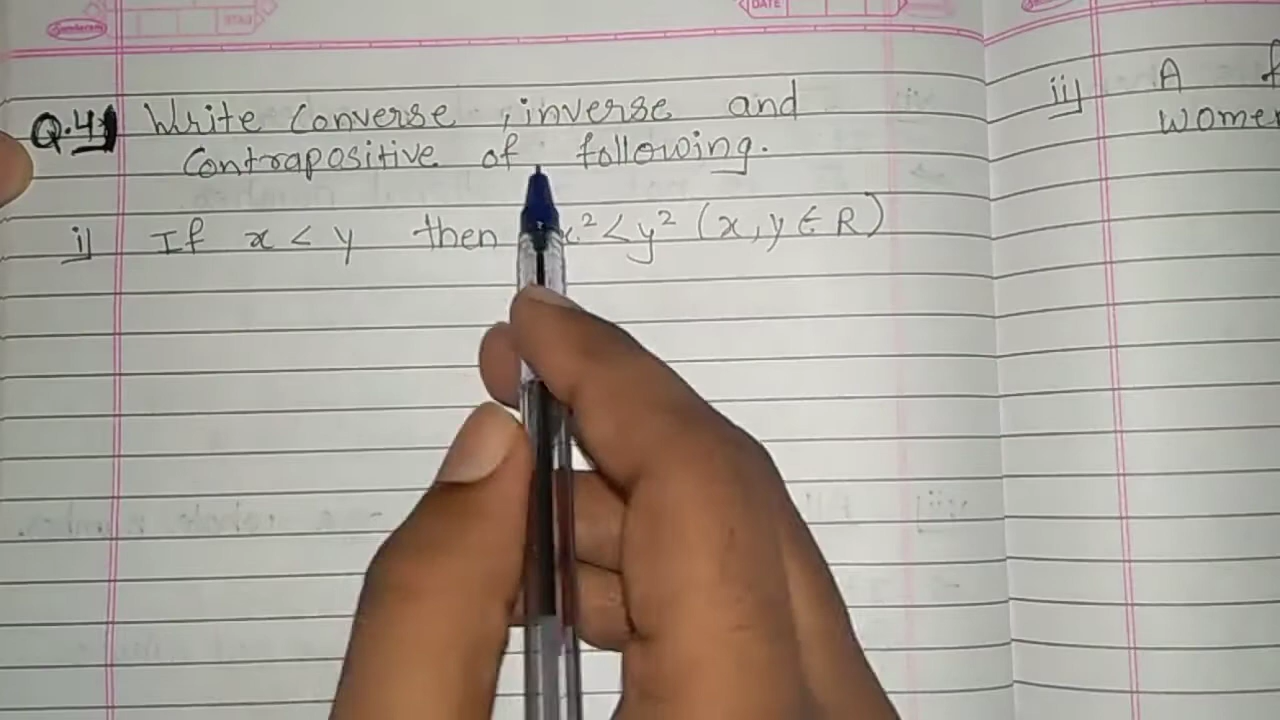 DATE
Q.4) Write Converse , inverse and
Contrapositive of following.
i) If x < y then x² < y² (x, y ∈ R)
ii) A
women